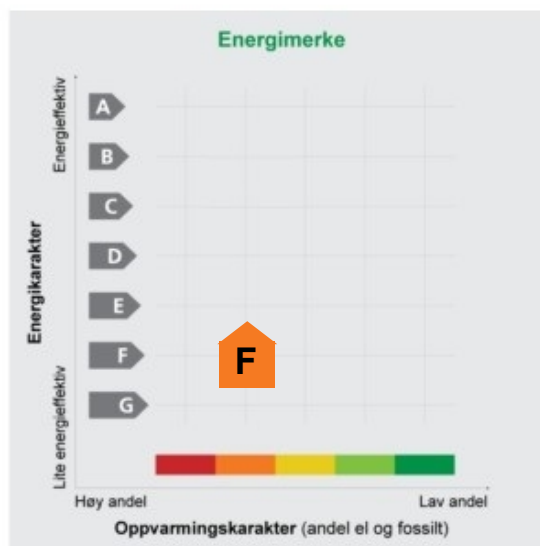 Energimerke
Energieffektiv
Energikarakter
Lite energieffektiv
A
B
C
D
E
F
G
F
Høy andel
Lav andel
Oppvarmingskarakter (andel el og fossilt)